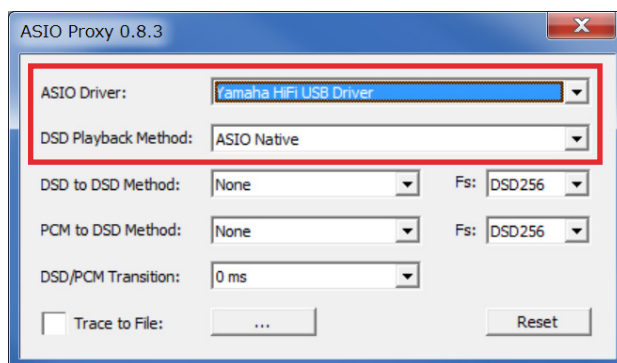 ASIO Proxy 0.8.3
ASIO Driver: Yamaha HiFi USB Driver
DSD Playback Method: ASIO Native
DSD to DSD Method: None Fs: DSD256
PCM to DSD Method: None Fs: DSD256
DSD/PCM Transition: 0 ms
Trace to File: ... Reset